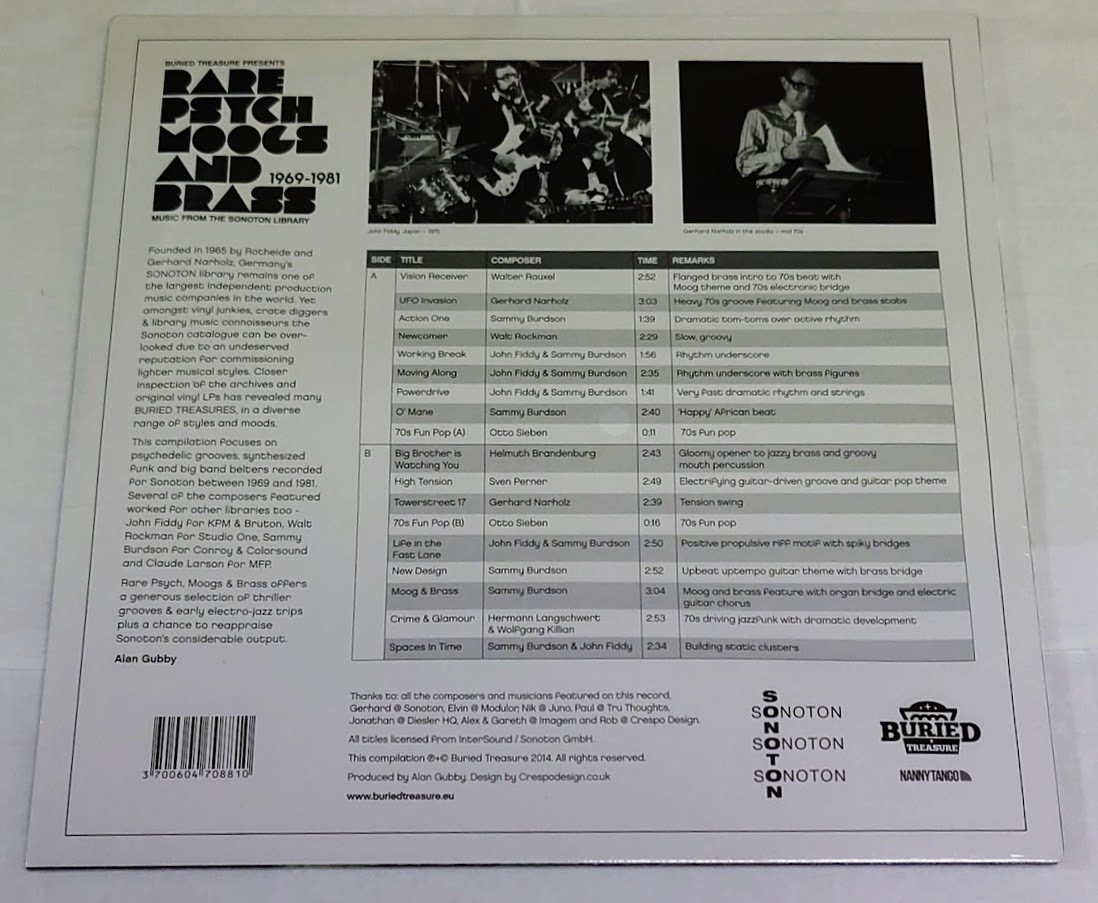 BURIED TREASURE PRESENTS
RARE
PSYCH
MOOGS
AND
BRASS
1969-1981
MUSIC FROM THE SONOTON LIBRARY
Founded in 1965 by Rotheide and
Gerhard Narholz, Germany's
SONOTON library remains one of
the largest independent production
music companies in the world. Yet
amongst vinyl junkies, crate diggers
& library music connoisseurs the
Sonoton catalogue can be over-
looked due to an undeserved
reputation for commissioning
lighter musical styles. Closer
inspection of the archives and
original vinyl LPs has revealed many
BURIED TREASURES, in a diverse
range of styles and moods.
This compilation focuses on
psychedelic grooves, synthesized
funk and big band belters recorded
for Sonoton between 1969 and 1981.
Several of the composers featured
worked for other libraries too -
John Fiddy for KPM & Bruton, Walt
Rockman for Studio One, Sammy
Burdson for Conroy & Colorsound
and Claude Larson for MFP.
Rare Psych, Moogs & Brass offers
a generous selection of thriller
grooves & early electro-jazz trips
plus a chance to reappraise
Sonoton's considerable output.
Alan Gubby
John Fiddy, Japan - 1975
Gerhard Narholz in the studio - mid 70s
SIDE TITLE COMPOSER TIME REMARKS
A Vision Receiver Walter Rauxel 2:52 Flanged brass intro to 70s beat with
Moog theme and 70s electronic bridge
UFO Invasion Gerhard Narholz 3:03 Heavy 70s groove featuring Moog and brass stabs
Action One Sammy Burdson 1:39 Dramatic tom-toms over active rhythm
Newcomer Walt Rockman 2:29 Slow, groovy
Working Break John Fiddy & Sammy Burdson 1:56 Rhythm underscore
Moving Along John Fiddy & Sammy Burdson 2:35 Rhythm underscore with brass figures
Powerdrive John Fiddy & Sammy Burdson 1:41 Very fast dramatic rhythm and strings
O' Mane Sammy Burdson 2:40 'Happy' African beat
70s Fun Pop (A) Otto Sieben 0:11 70s fun pop
B Big Brother is Helmuth Brandenburg 2:43 Gloomy opener to jazzy brass and groovy
Watching You mouth percussion
High Tension Sven Perner 2:49 Electrifying guitar-driven groove and guitar pop theme
Towerstreet 17 Gerhard Narholz 2:39 Tension swing
70s Fun Pop (B) Otto Sieben 0:16 70s fun pop
Life in the John Fiddy & Sammy Burdson 2:50 Positive propulsive riff motif with spiky bridges
Fast Lane
New Design Sammy Burdson 2:52 Upbeat uptempo guitar theme with brass bridge
Moog & Brass Sammy Burdson 3:04 Moog and brass feature with organ bridge and electric
guitar chorus
Crime & Glamour Hermann Langschwert 2:53 70s driving jazzfunk with dramatic development
& Wolfgang Killian
Spaces In Time Sammy Burdson & John Fiddy 2:34 Building static clusters
Thanks to: all the composers and musicians featured on this record,
Gerhard @ Sonoton, Elvin @ Modulor, Nik @ Juno, Paul @ Tru Thoughts,
Jonathan @ Diesler HQ, Alex & Gareth @ Imagem and Rob @ Crespo Design.
All titles licensed from InterSound / Sonoton GmbH.
This compilation ℗+© Buried Treasure 2014. All rights reserved.
Produced by Alan Gubby. Design by Crespodesign.co.uk
www.buriedtreasure.eu
3 700604 708810
SONOTON
SONOTON
SONOTON
SONOTON
BURIED
TREASURE
NANNYTANGO